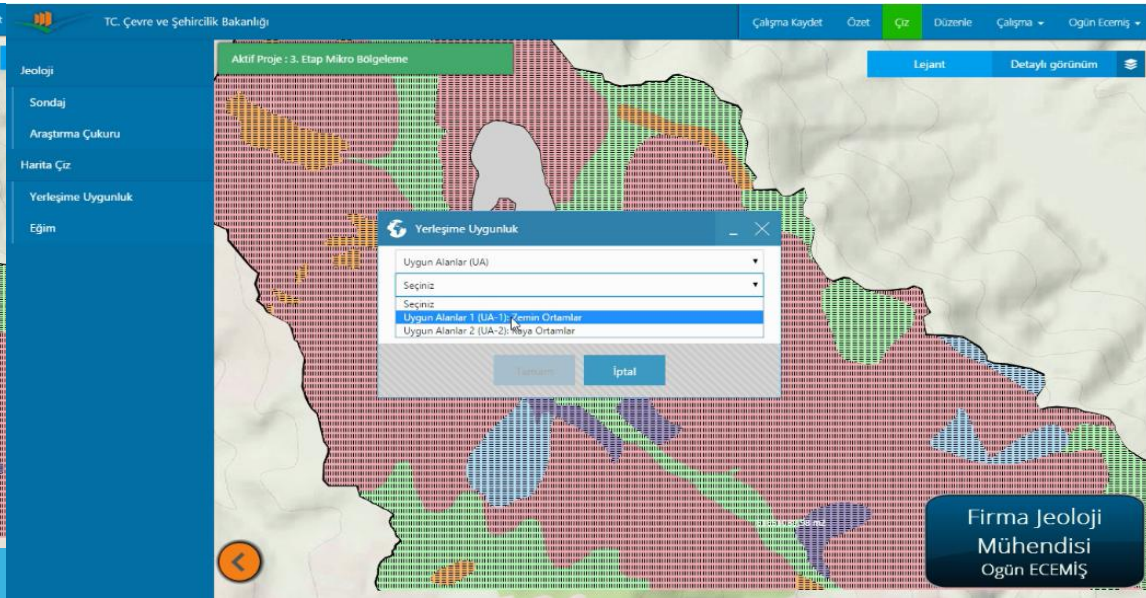 TC. Çevre ve Şehircilik Bakanlığı
Çalışma Kaydet Özet Çiz Düzenle Çalışma Ogün Ecemiş
Aktif Proje : 3. Etap Mikro Bölgeleme
Lejant Detaylı görünüm
Jeoloji
Sondaj
Araştırma Çukuru
Harita Çiz
Yerleşime Uygunluk
Eğim
Yerleşime Uygunluk
Uygun Alanlar (UA)
Seçiniz
Seçiniz
Uygun Alanlar 1 (UA-1): Zemin Ortamlar
Uygun Alanlar 2 (UA-2): Kaya Ortamlar
Tamam İptal
m2
Firma Jeoloji
Mühendisi
Ogün ECEMİŞ